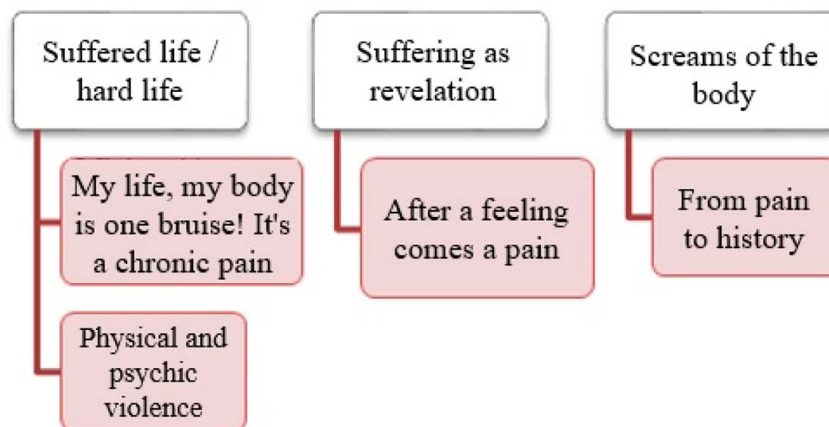 Suffered life /
hard life
My life, my body
is one bruise! It's
a chronic pain
Physical and
psychic
violence
Suffering as
revelation
After a feeling
comes a pain
Screams of the
body
From pain
to history